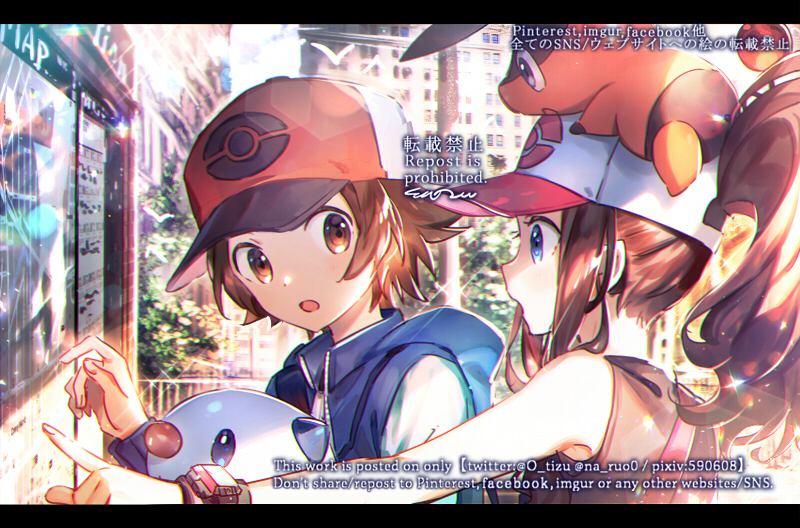 MAP
Pinterest,imgur,facebook他
全てのSNS/ウェブサイトへの絵の転載禁止
転載禁止
Repost is
prohibited.
This work is posted on only【twitter:@O_tizu @na_ruo0 / pixiv:590608】
Don't share/repost to Pinterest,facebook,imgur or any other websites/SNS.